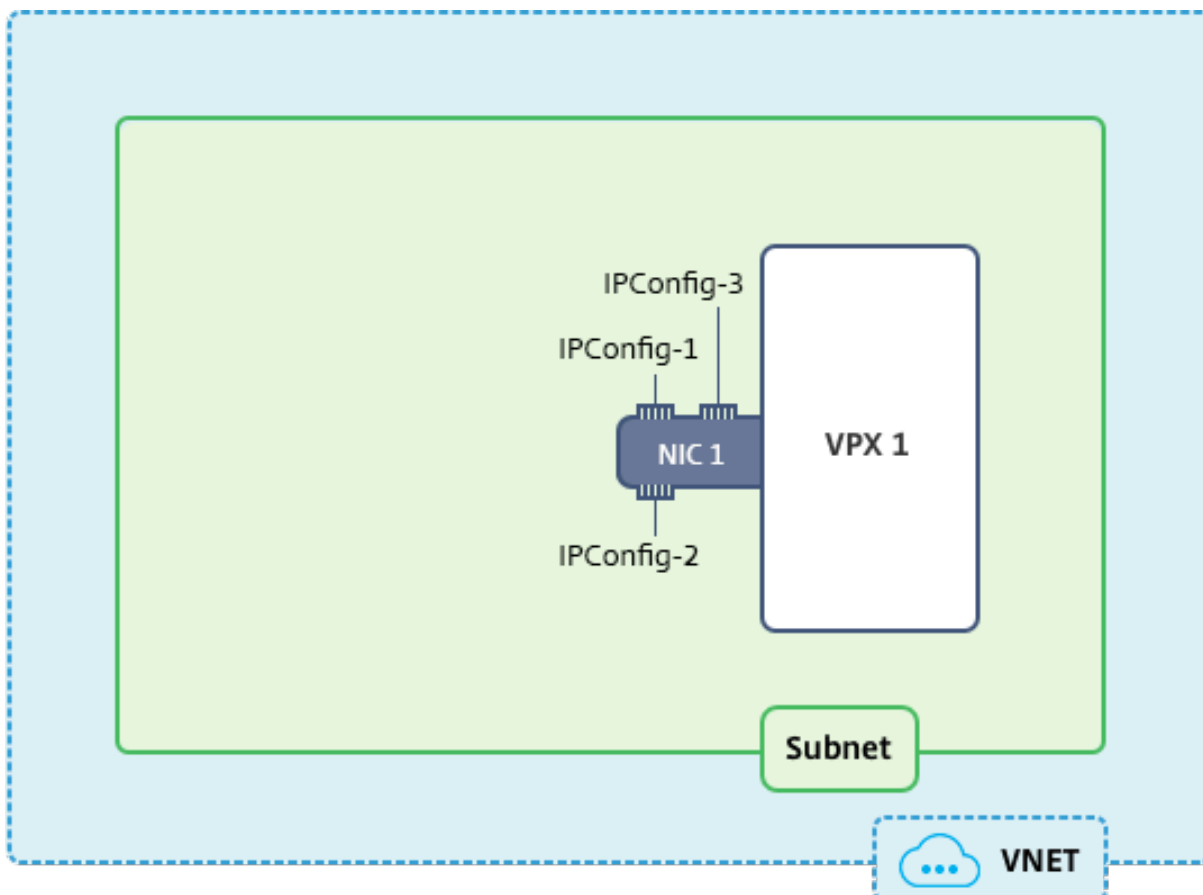 IPConfig-3
IPConfig-1
NIC 1
VPX 1
IPConfig-2
Subnet
VNET